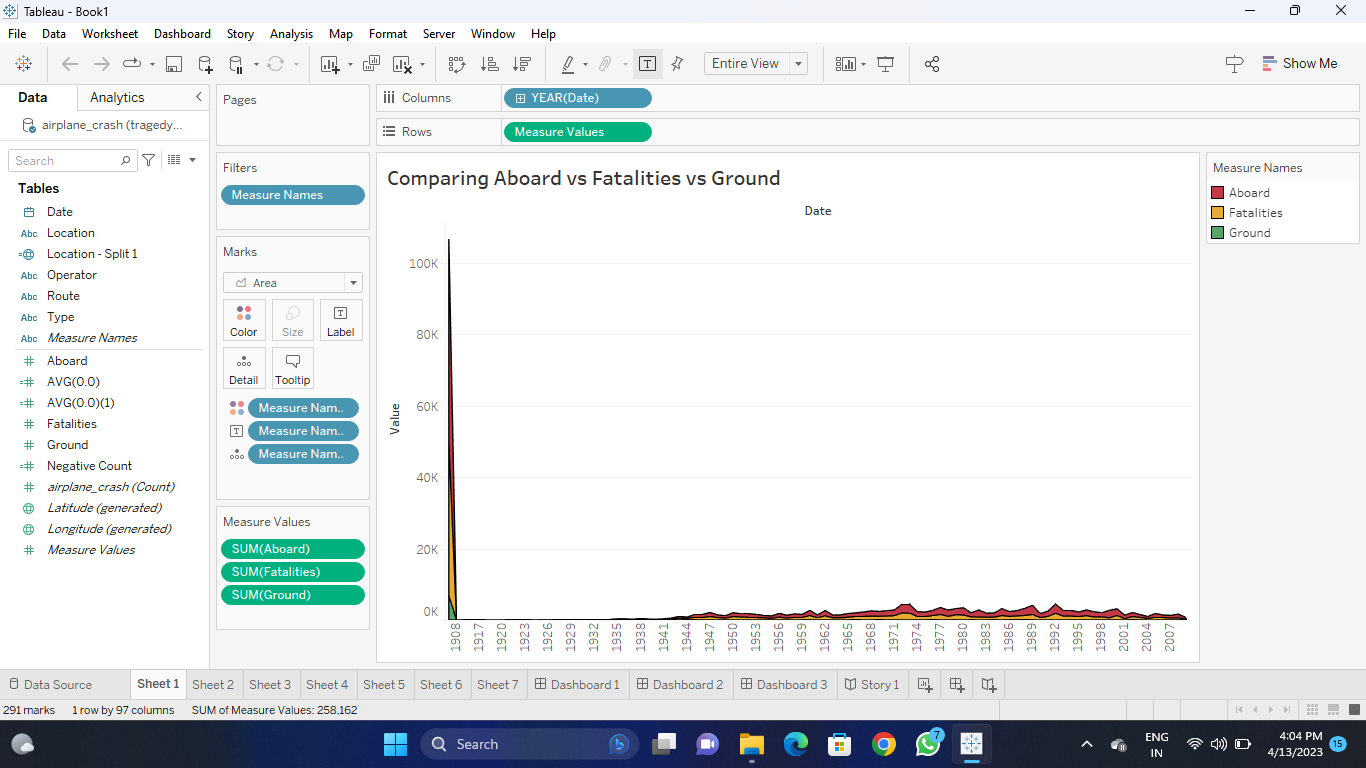 Tableau - Book1
File Data Worksheet Dashboard Story Analysis Map Format Server Window Help
Entire View
Show Me
Data Analytics
airplane_crash (tragedy...
Search
Tables
Date
Abc Location
Location - Split 1
Abc Operator
Abc Route
Abc Type
Abc Measure Names
Aboard
AVG(0.0)
AVG(0.0)(1)
Fatalities
Ground
Negative Count
airplane_crash (Count)
Latitude (generated)
Longitude (generated)
Measure Values
Pages
Filters
Measure Names
Marks
Area
Color Size Label
Detail Tooltip
Measure Nam..
Measure Nam..
Measure Nam..
Measure Values
SUM(Aboard)
SUM(Fatalities)
SUM(Ground)
Columns YEAR(Date)
Rows Measure Values
Comparing Aboard vs Fatalities vs Ground
Date
Value
100K
80K
60K
40K
20K
0K
1900 1917 1920 1923 1926 1929 1932 1935 1938 1941 1944 1947 1950 1953 1956 1959 1962 1965 1968 1971 1974 1977 1980 1983 1986 1989 1992 1995 1998 2001 2004 2007
Measure Names
Aboard
Fatalities
Ground
Data Source Sheet 1 Sheet 2 Sheet 3 Sheet 4 Sheet 5 Sheet 6 Sheet 7 Dashboard 1 Dashboard 2 Dashboard 3 Story 1
291 marks 1 row by 97 columns SUM of Measure Values: 258,162
Search
7
ENG
IN
4:04 PM
4/13/2023
15